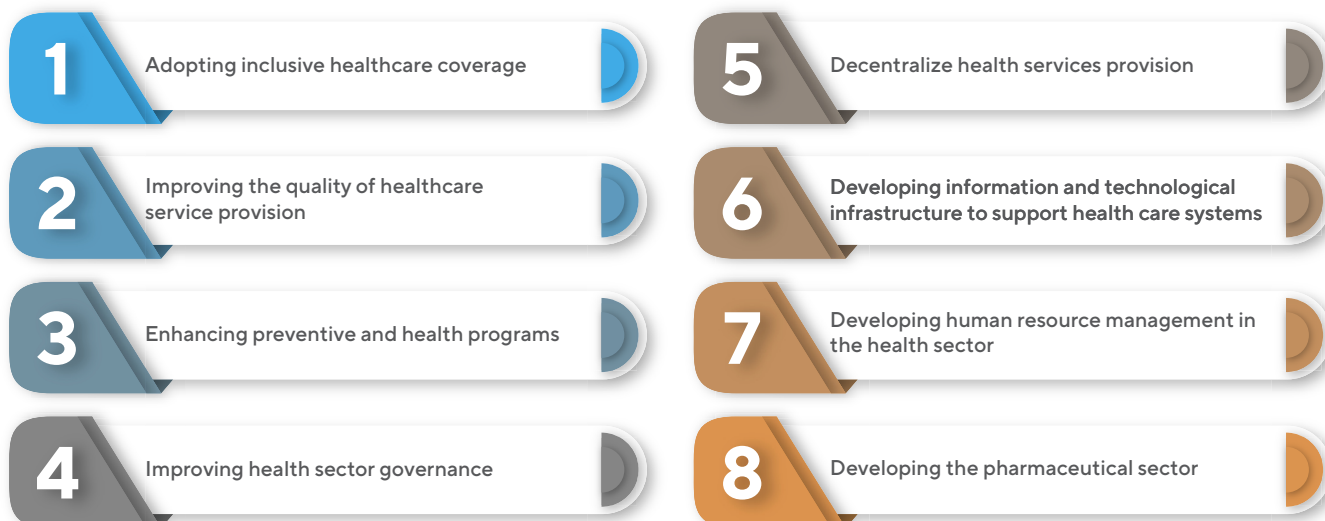 1
Adopting inclusive healthcare coverage
2
Improving the quality of healthcare
service provision
3
Enhancing preventive and health programs
4
Improving health sector governance
5
Decentralize health services provision
6
Developing information and technological
infrastructure to support health care systems
7
Developing human resource management in
the health sector
8
Developing the pharmaceutical sector